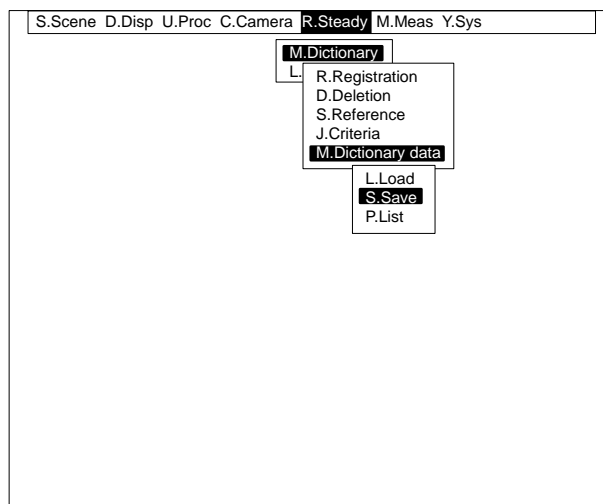 S.Scene D.Disp U.Proc C.Camera R.Steady M.Meas Y.Sys
M.Dictionary
L.
R.Registration
D.Deletion
S.Reference
J.Criteria
M.Dictionary data
L.Load
S.Save
P.List